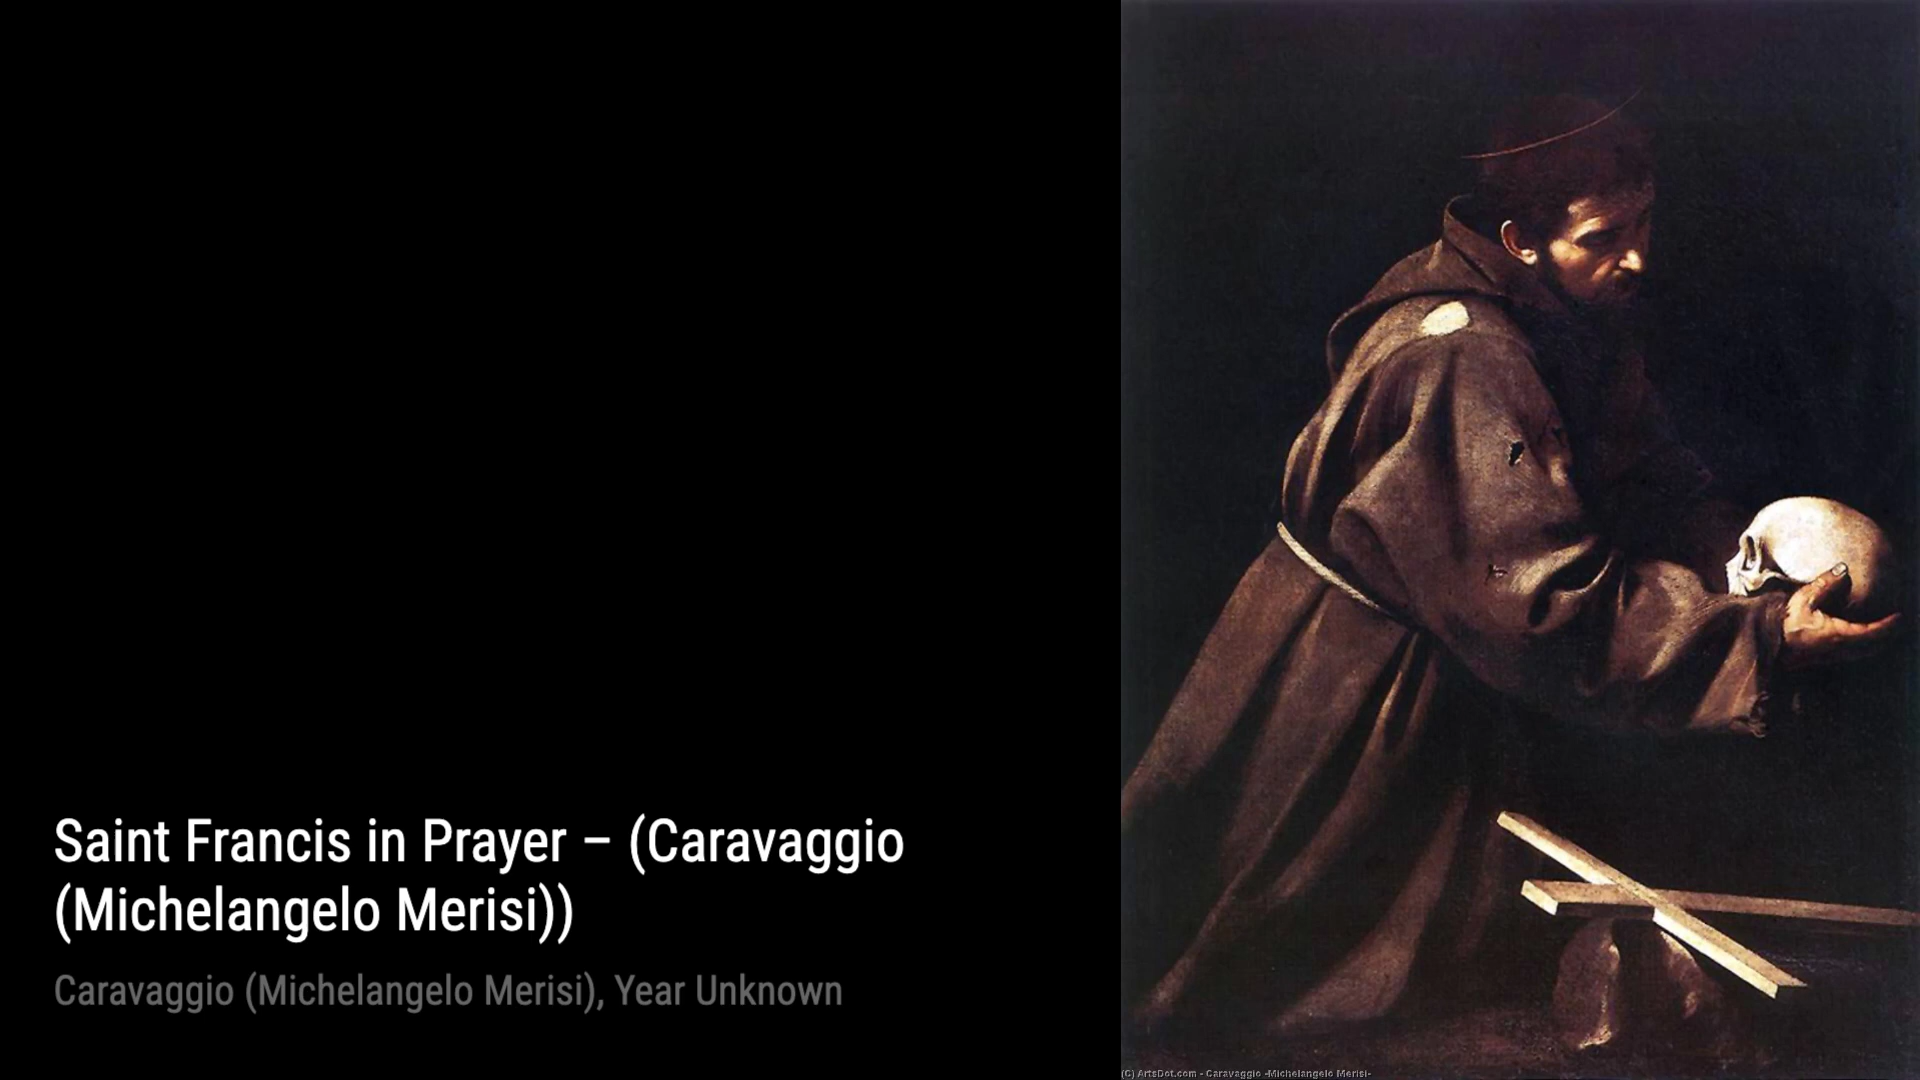 Saint Francis in Prayer – (Caravaggio
(Michelangelo Merisi))
Caravaggio (Michelangelo Merisi), Year Unknown
(C) ArtsDot.com - Caravaggio -Michelangelo Merisi-